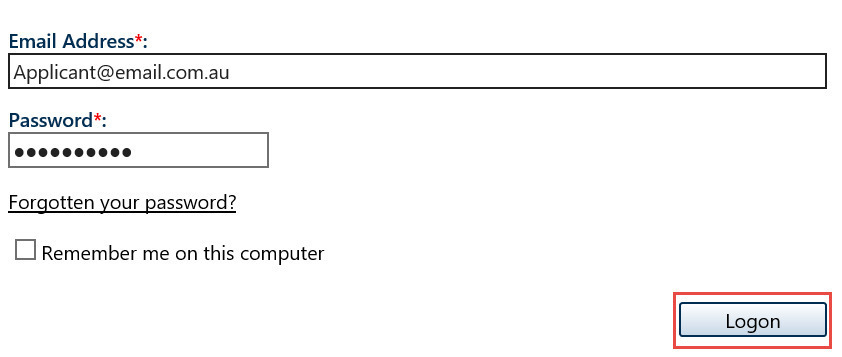 Email Address*:
Applicant@email.com.au
Password*:
●●●●●●●●●●
Forgotten your password?
Remember me on this computer
Logon